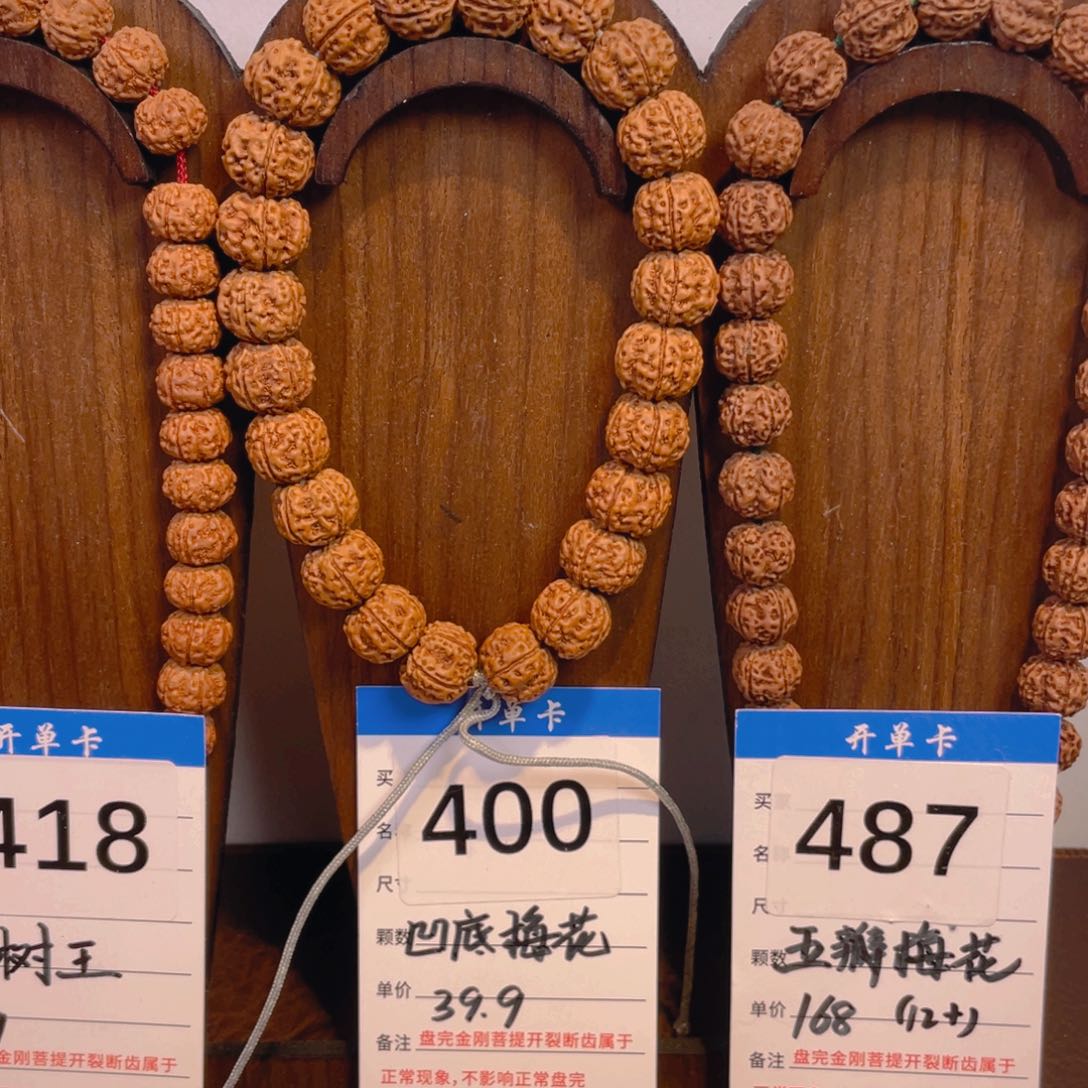 开单卡
418
树王
金刚菩提开裂断齿属于
单卡
买
400
名
尺寸
颗数 凹底梅花
单价 39.9
备注 盘完金刚菩提开裂断齿属于
正常现象，不影响正常盘完
开单卡
买
487
名称
尺寸
颗数 五瓣梅花
单价 168 (12+)
备注 盘完金刚菩提开裂断齿属于